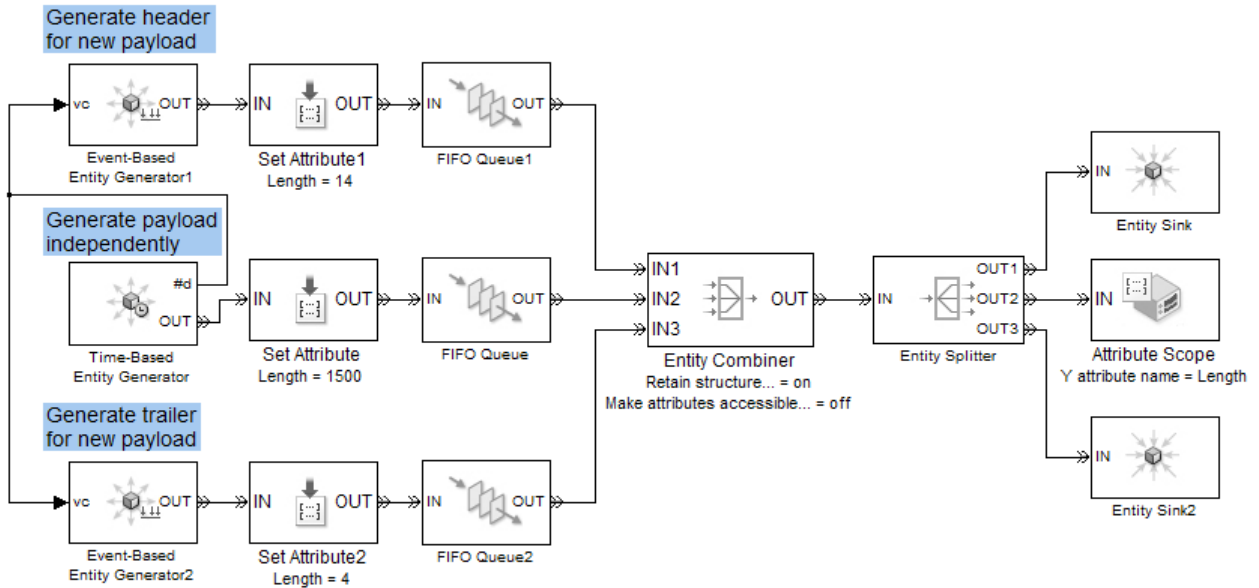 Generate header
for new payload
vc
OUT
Event-Based
Entity Generator1
IN
[...]
OUT
Set Attribute1
Length = 14
IN
OUT
FIFO Queue1
Generate payload
independently
#d
OUT
Time-Based
Entity Generator
IN
[...]
OUT
Set Attribute
Length = 1500
IN
OUT
FIFO Queue
Generate trailer
for new payload
vc
OUT
Event-Based
Entity Generator2
IN
[...]
OUT
Set Attribute2
Length = 4
IN
OUT
FIFO Queue2
IN1
IN2
IN3
OUT
Entity Combiner
Retain structure... = on
Make attributes accessible... = off
IN
OUT1
OUT2
OUT3
Entity Splitter
IN
Entity Sink
IN
[...]
Attribute Scope
Y attribute name = Length
IN
Entity Sink2